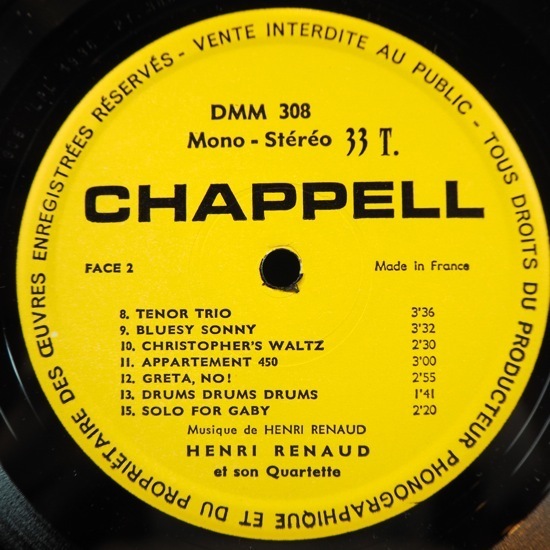 VENTE INTERDITE AU PUBLIC - TOUS DROITS DU PRODUCTEUR PHONOGRAPHIQUE ET DU PROPRIÉTAIRE DES ŒUVRES ENREGISTRÉES RÉSERVÉS -
DMM 308
Mono - Stéréo 33 T.
CHAPPELL
FACE 2 Made in France
8. TENOR TRIO 3'36
9. BLUESY SONNY 3'32
10. CHRISTOPHER'S WALTZ 2'30
11. APPARTEMENT 450 3'00
12. GRETA, NO! 2'55
13. DRUMS DRUMS DRUMS 1'41
15. SOLO FOR GABY 2'20
Musique de HENRI RENAUD
HENRI RENAUD
et son Quartette